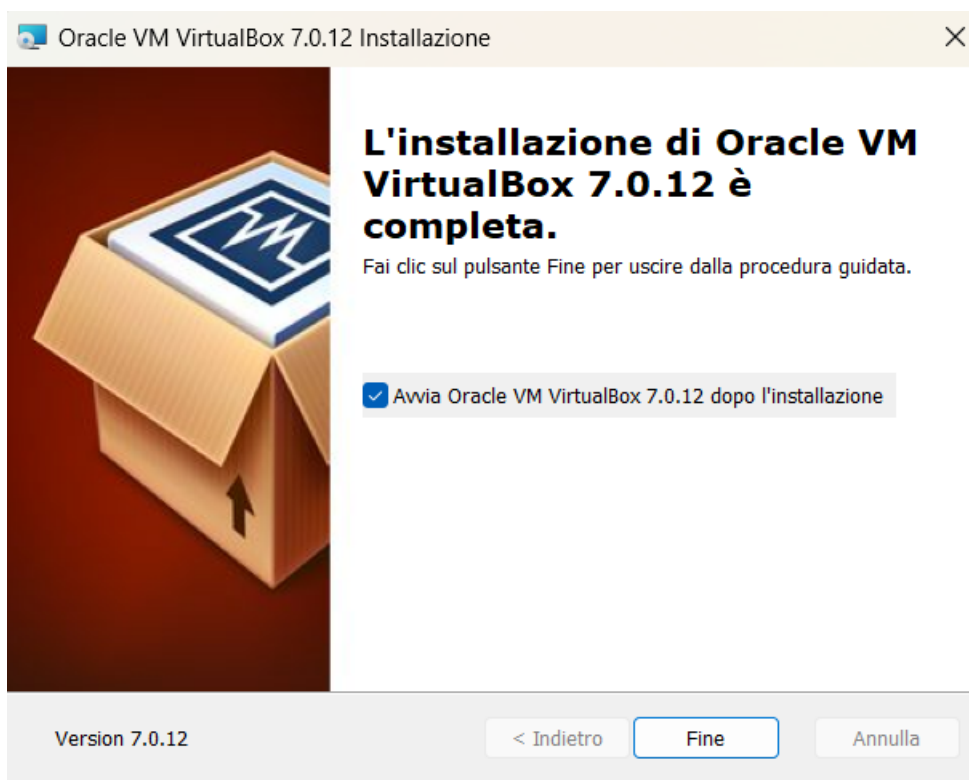 Oracle VM VirtualBox 7.0.12 Installazione
L'installazione di Oracle VM
VirtualBox 7.0.12 è
completa.
Fai clic sul pulsante Fine per uscire dalla procedura guidata.
Avvia Oracle VM VirtualBox 7.0.12 dopo l'installazione
Version 7.0.12
< Indietro
Fine
Annulla